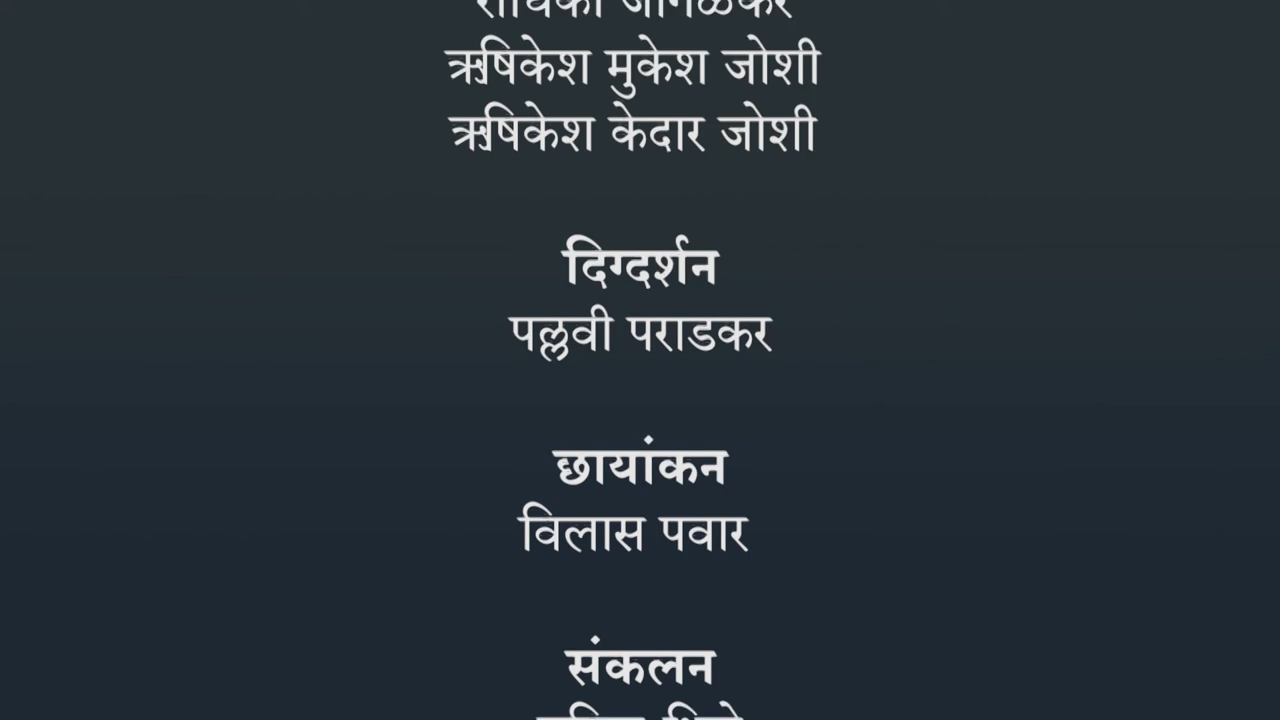 ऋषिकेश मुकेश जोशी
ऋषिकेश केदार जोशी
दिग्दर्शन
पल्लवी पराडकर
छायांकन
विलास पवार
संकलन